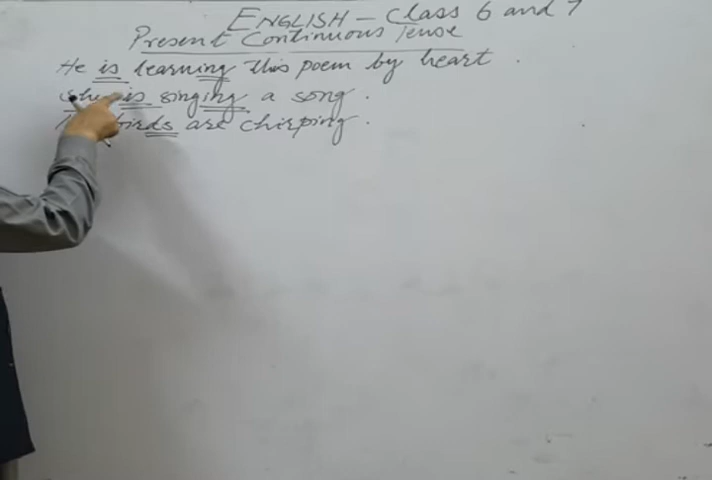 ENGLISH - Class 6 and 7
Present Continuous Tense
He is learning this poem by heart .
She is singing a song .
birds are chirping .